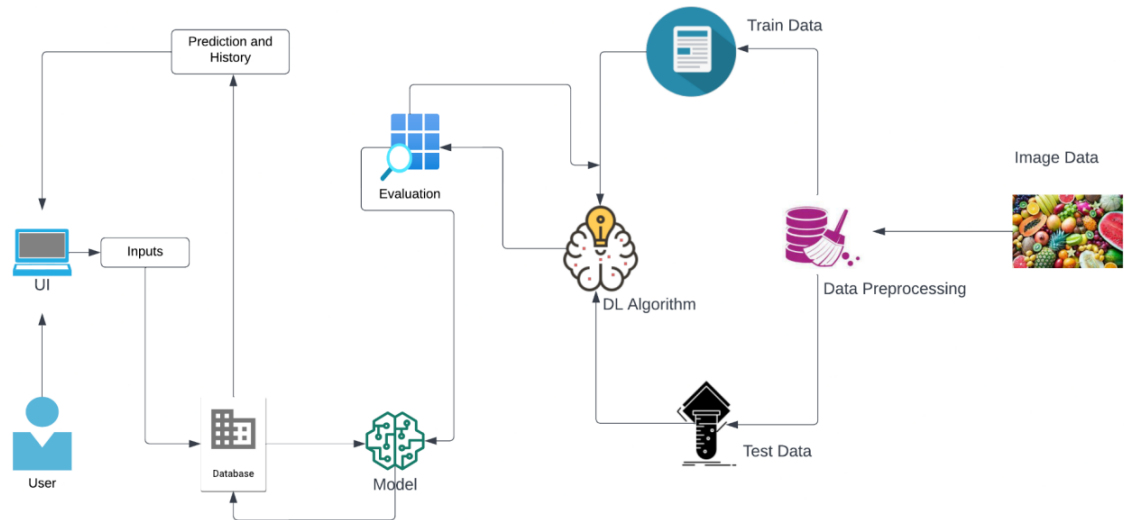 Prediction and
History
Train Data
Image Data
Evaluation
Inputs
UI
DL Algorithm
Data Preprocessing
Database
Model
Test Data
User